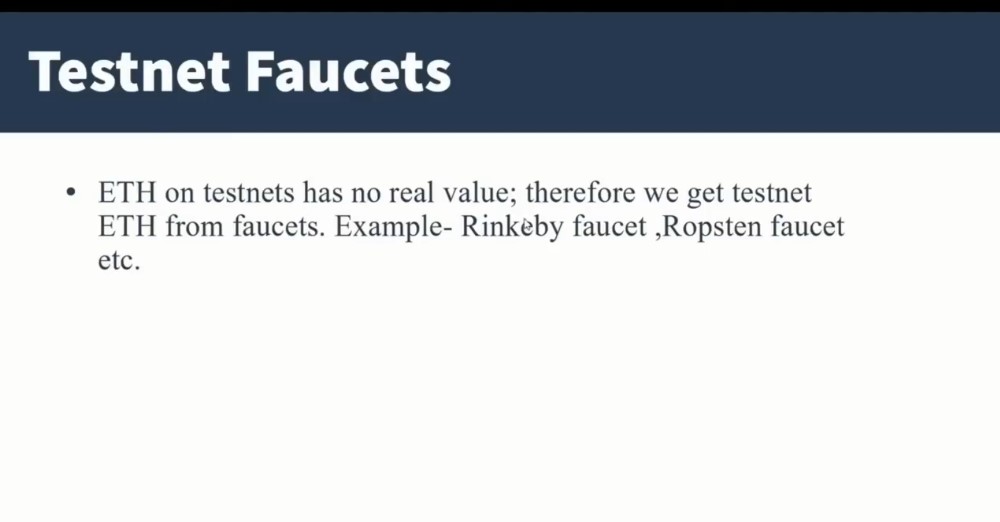 Testnet Faucets
• ETH on testnets has no real value; therefore we get testnet
ETH from faucets. Example- Rinkeby faucet ,Ropsten faucet
etc.